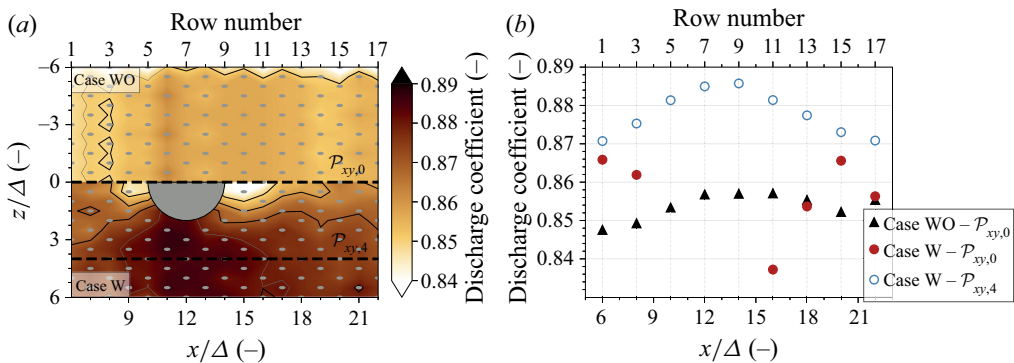 (a)
Row number
1 3 5 7 9 11 13 15 17
−6
−3
0
3
6
z/Δ (–)
Case WO
𝒫xy,0
𝒫xy,4
Case W
9 12 15 18 21
x/Δ (–)
0.89
0.88
0.87
0.86
0.85
0.84
Discharge coefficient (–)
(b)
Row number
1 3 5 7 9 11 13 15 17
0.89
0.88
0.87
0.86
0.85
0.84
Discharge coefficient (–)
6 9 12 15 18 21
x/Δ (–)
Case WO – 𝒫xy,0
Case W – 𝒫xy,0
Case W – 𝒫xy,4